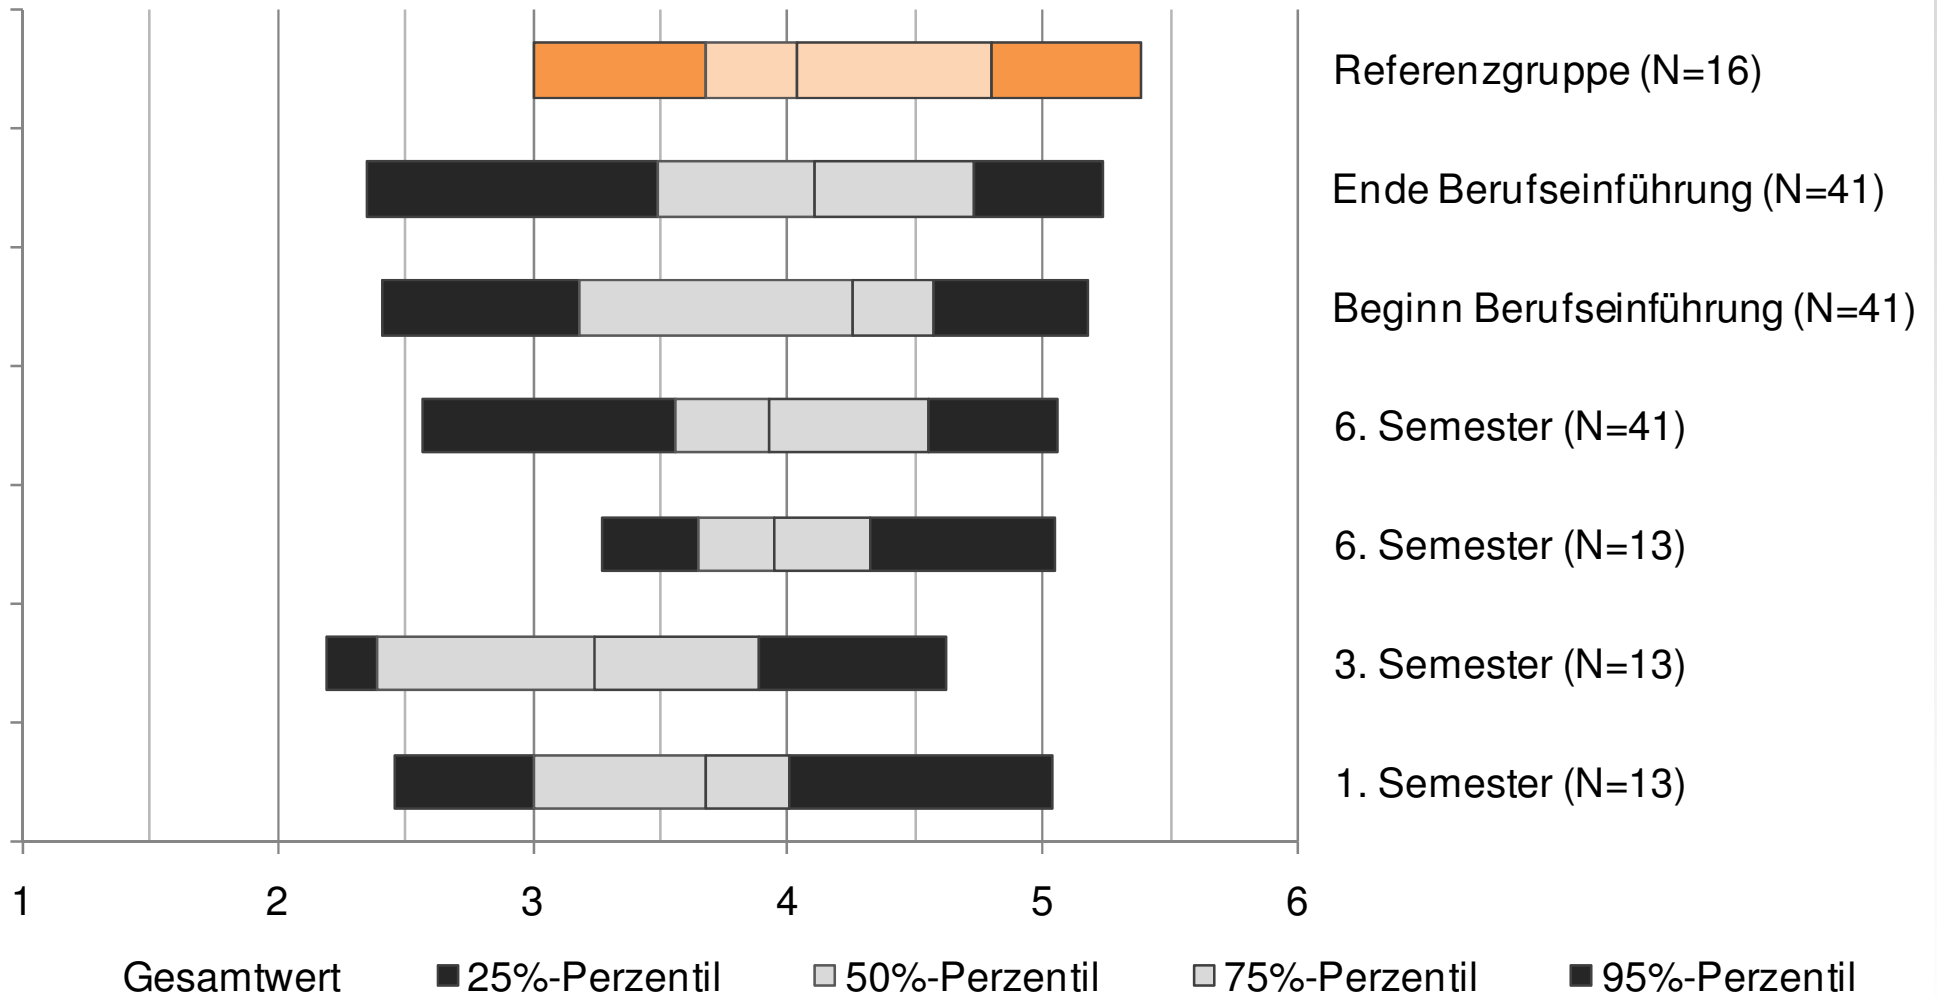 Referenzgruppe (N=16)
Ende Berufseinführung (N=41)
Beginn Berufseinführung (N=41)
6. Semester (N=41)
6. Semester (N=13)
3. Semester (N=13)
1. Semester (N=13)
1 2 3 4 5 6
Gesamtwert 25%-Perzentil 50%-Perzentil 75%-Perzentil 95%-Perzentil